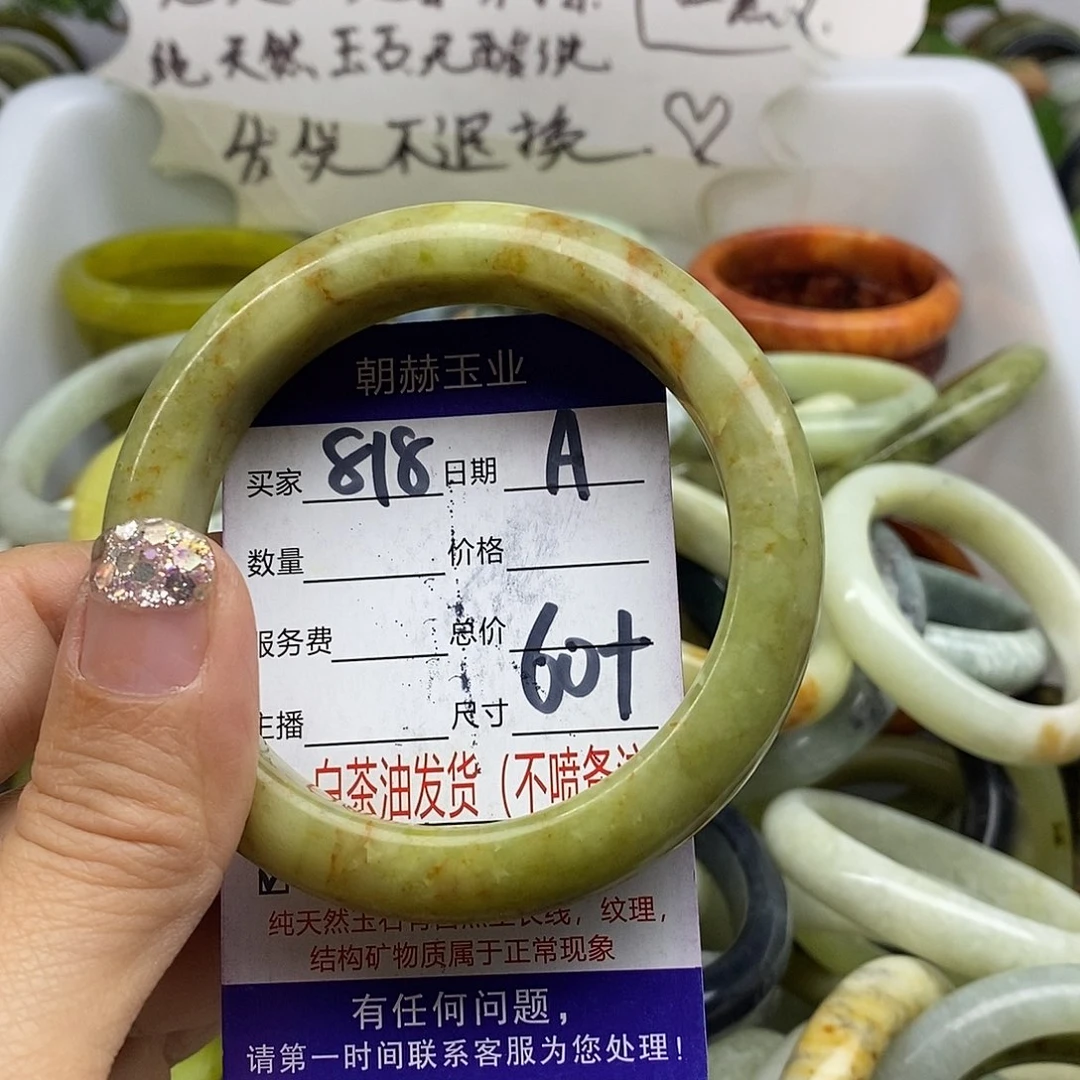 纯天然玉石无酸洗
售出不退换
朝赫玉业
买家 818 日期 A
数量 价格
服务费 总价
主播 尺寸 60+
白茶油发货（不喷备注
纯天然玉石有自然生长线，纹理，
结构矿物质属于正常现象
有任何问题，
请第一时间联系客服为您处理！